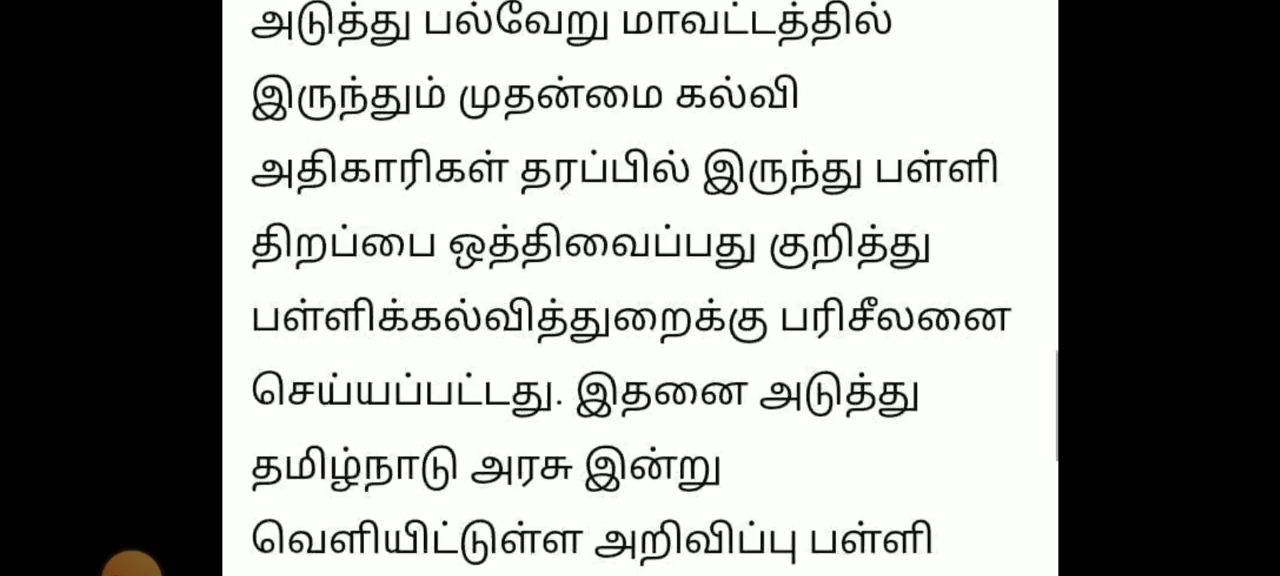 அடுத்து பல்வேறு மாவட்டத்தில்
இருந்தும் முதன்மை கல்வி
அதிகாரிகள் தரப்பில் இருந்து பள்ளி
திறப்பை ஒத்திவைப்பது குறித்து
பள்ளிக்கல்வித்துறைக்கு பரிசீலனை
செய்யப்பட்டது. இதனை அடுத்து
தமிழ்நாடு அரசு இன்று
வெளியிட்டுள்ள அறிவிப்பு பள்ளி